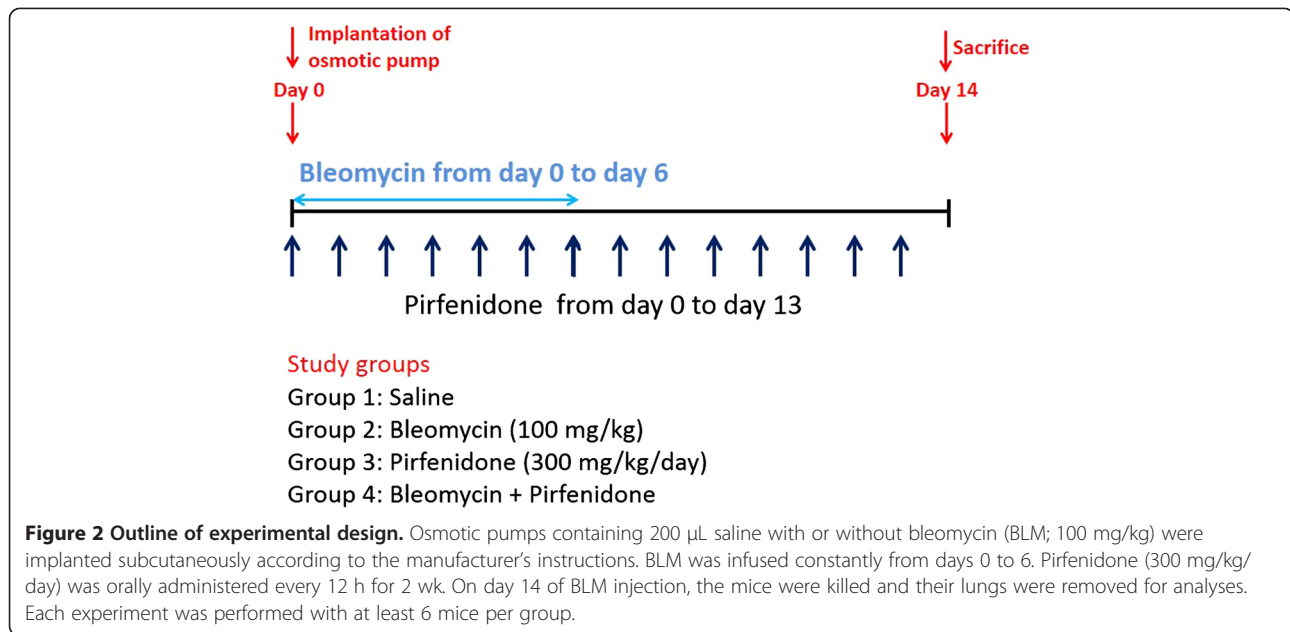 Implantation of
osmotic pump
Sacrifice
Day 0
Day 14
Bleomycin from day 0 to day 6
Pirfenidone from day 0 to day 13
Study groups
Group 1: Saline
Group 2: Bleomycin (100 mg/kg)
Group 3: Pirfenidone (300 mg/kg/day)
Group 4: Bleomycin + Pirfenidone
Figure 2 Outline of experimental design. Osmotic pumps containing 200 μL saline with or without bleomycin (BLM; 100 mg/kg) were
implanted subcutaneously according to the manufacturer's instructions. BLM was infused constantly from days 0 to 6. Pirfenidone (300 mg/kg/
day) was orally administered every 12 h for 2 wk. On day 14 of BLM injection, the mice were killed and their lungs were removed for analyses.
Each experiment was performed with at least 6 mice per group.